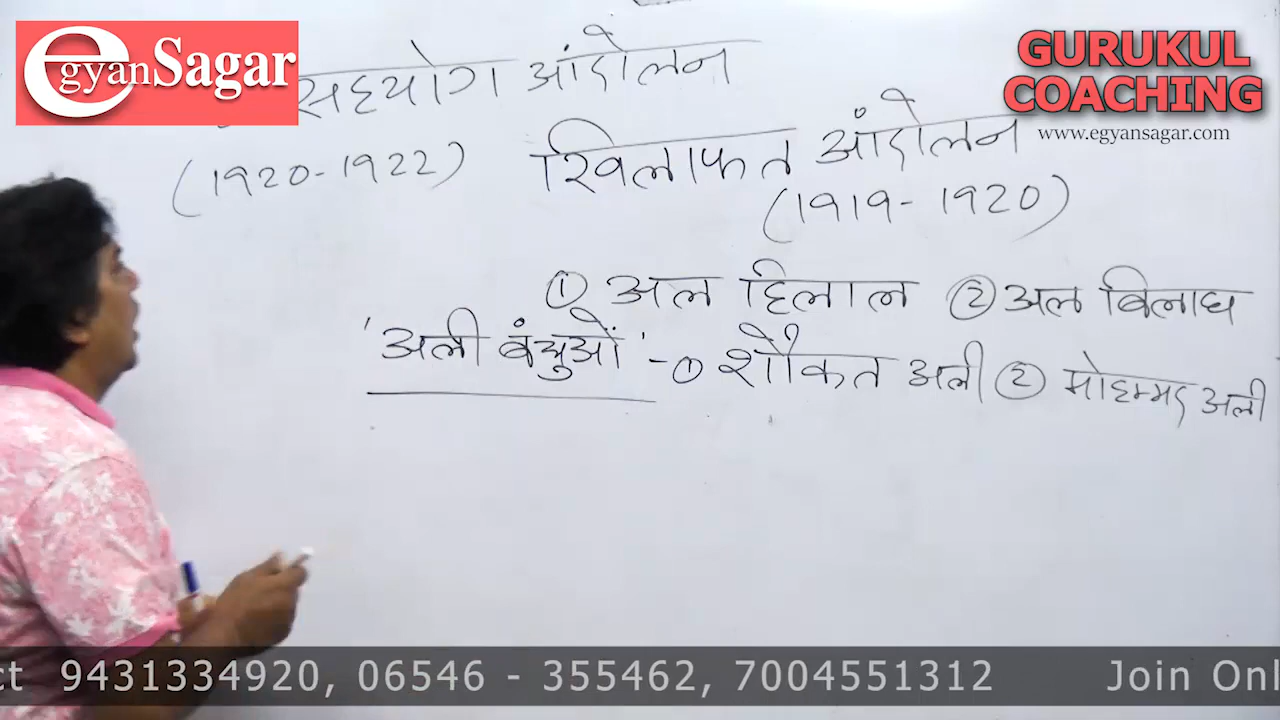 egyanSagar
GURUKUL
COACHING
www.egyansagar.com
सहयोग आंदोलन
(1920-1922)
खिलाफत आंदोलन
(1919-1920)
① अल हिलाल ② अल बिलाघ
'अली बंधुओं' - ① शौकत अली ② मोहम्मद अली
ct 9431334920, 06546 - 355462, 7004551312 Join Onl